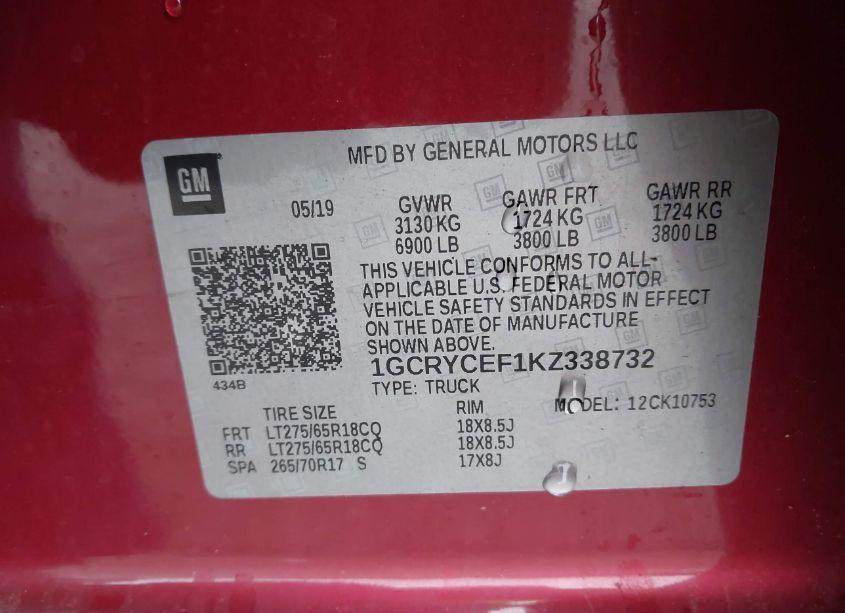 GM
MFD BY GENERAL MOTORS LLC
05/19
GVWR GAWR FRT GAWR RR
3130 KG 1724 KG 1724 KG
6900 LB 3800 LB 3800 LB
THIS VEHICLE CONFORMS TO ALL-
APPLICABLE U.S. FEDERAL MOTOR
VEHICLE SAFETY STANDARDS IN EFFECT
ON THE DATE OF MANUFACTURE
SHOWN ABOVE.
434B
1GCRYCEF1KZ338732
TYPE: TRUCK
MODEL: 12CK10753
TIRE SIZE RIM
FRT LT275/65R18CQ 18X8.5J
RR LT275/65R18CQ 18X8.5J
SPA 265/70R17 S 17X8J